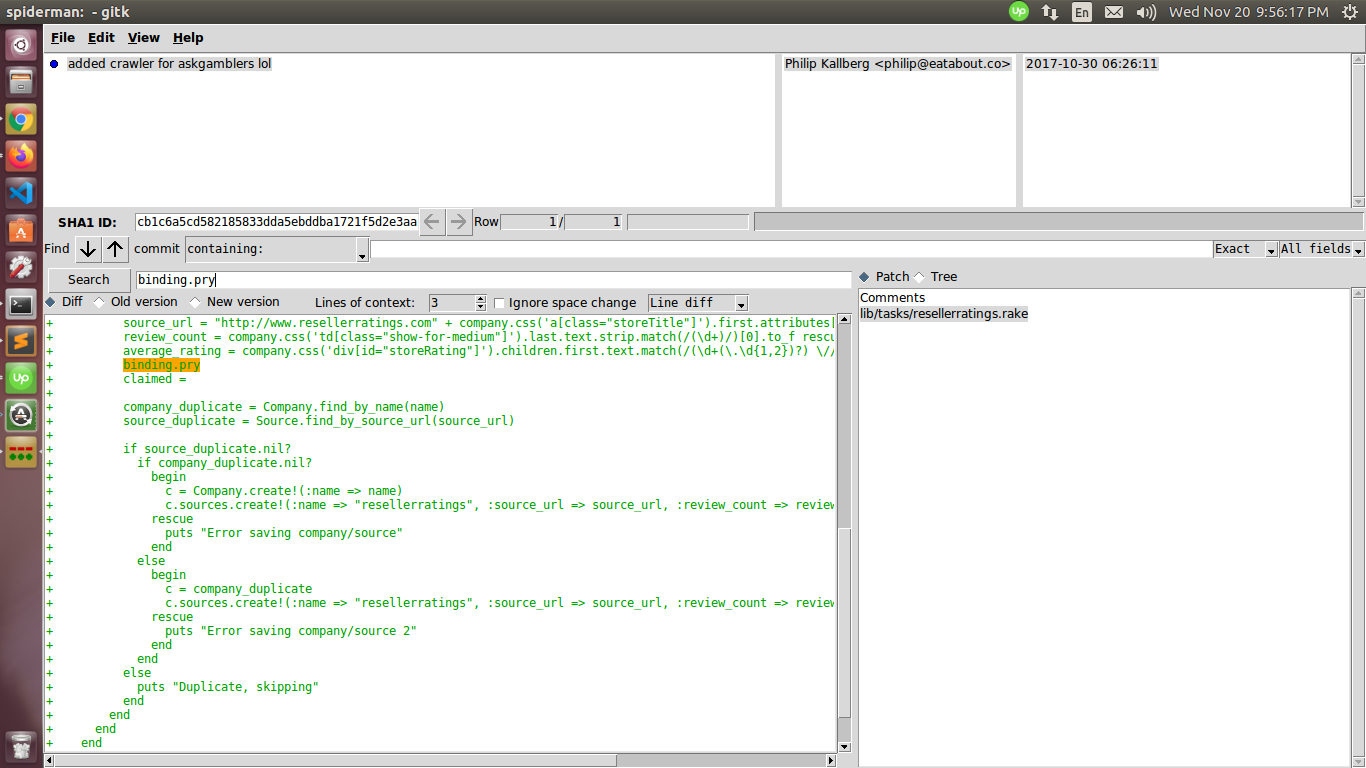 spiderman: - gitk
Up En Wed Nov 20 9:56:17 PM
File Edit View Help
added crawler for askgamblers lol Philip Kallberg <philip@eatabout.co> 2017-10-30 06:26:11
SHA1 ID: cb1c6a5cd582185833dda5ebddba1721f5d2e3aa Row 1 / 1
Find commit containing: Exact All fields
Search binding.pry
Diff Old version New version Lines of context: 3 Ignore space change Line diff
Patch Tree
Comments
lib/tasks/resellerratings.rake
+ source_url = "http://www.resellerratings.com" + company.css('a[class="storeTitle"]').first.attributes[
+ review_count = company.css('td[class="show-for-medium"]').last.text.strip.match(/(\d+)/)[0].to_f rescu
+ average_rating = company.css('div[id="storeRating"]').children.first.text.match(/(\d+(\.\d{1,2})?) \//
+ binding.pry
+ claimed =
+
+ company_duplicate = Company.find_by_name(name)
+ source_duplicate = Source.find_by_source_url(source_url)
+
+ if source_duplicate.nil?
+ if company_duplicate.nil?
+ begin
+ c = Company.create!(:name => name)
+ c.sources.create!(:name => "resellerratings", :source_url => source_url, :review_count => review
+ rescue
+ puts "Error saving company/source"
+ end
+ else
+ begin
+ c = company_duplicate
+ c.sources.create!(:name => "resellerratings", :source_url => source_url, :review_count => review
+ rescue
+ puts "Error saving company/source 2"
+ end
+ end
+ else
+ puts "Duplicate, skipping"
+ end
+ end
+ end
+ end
Up